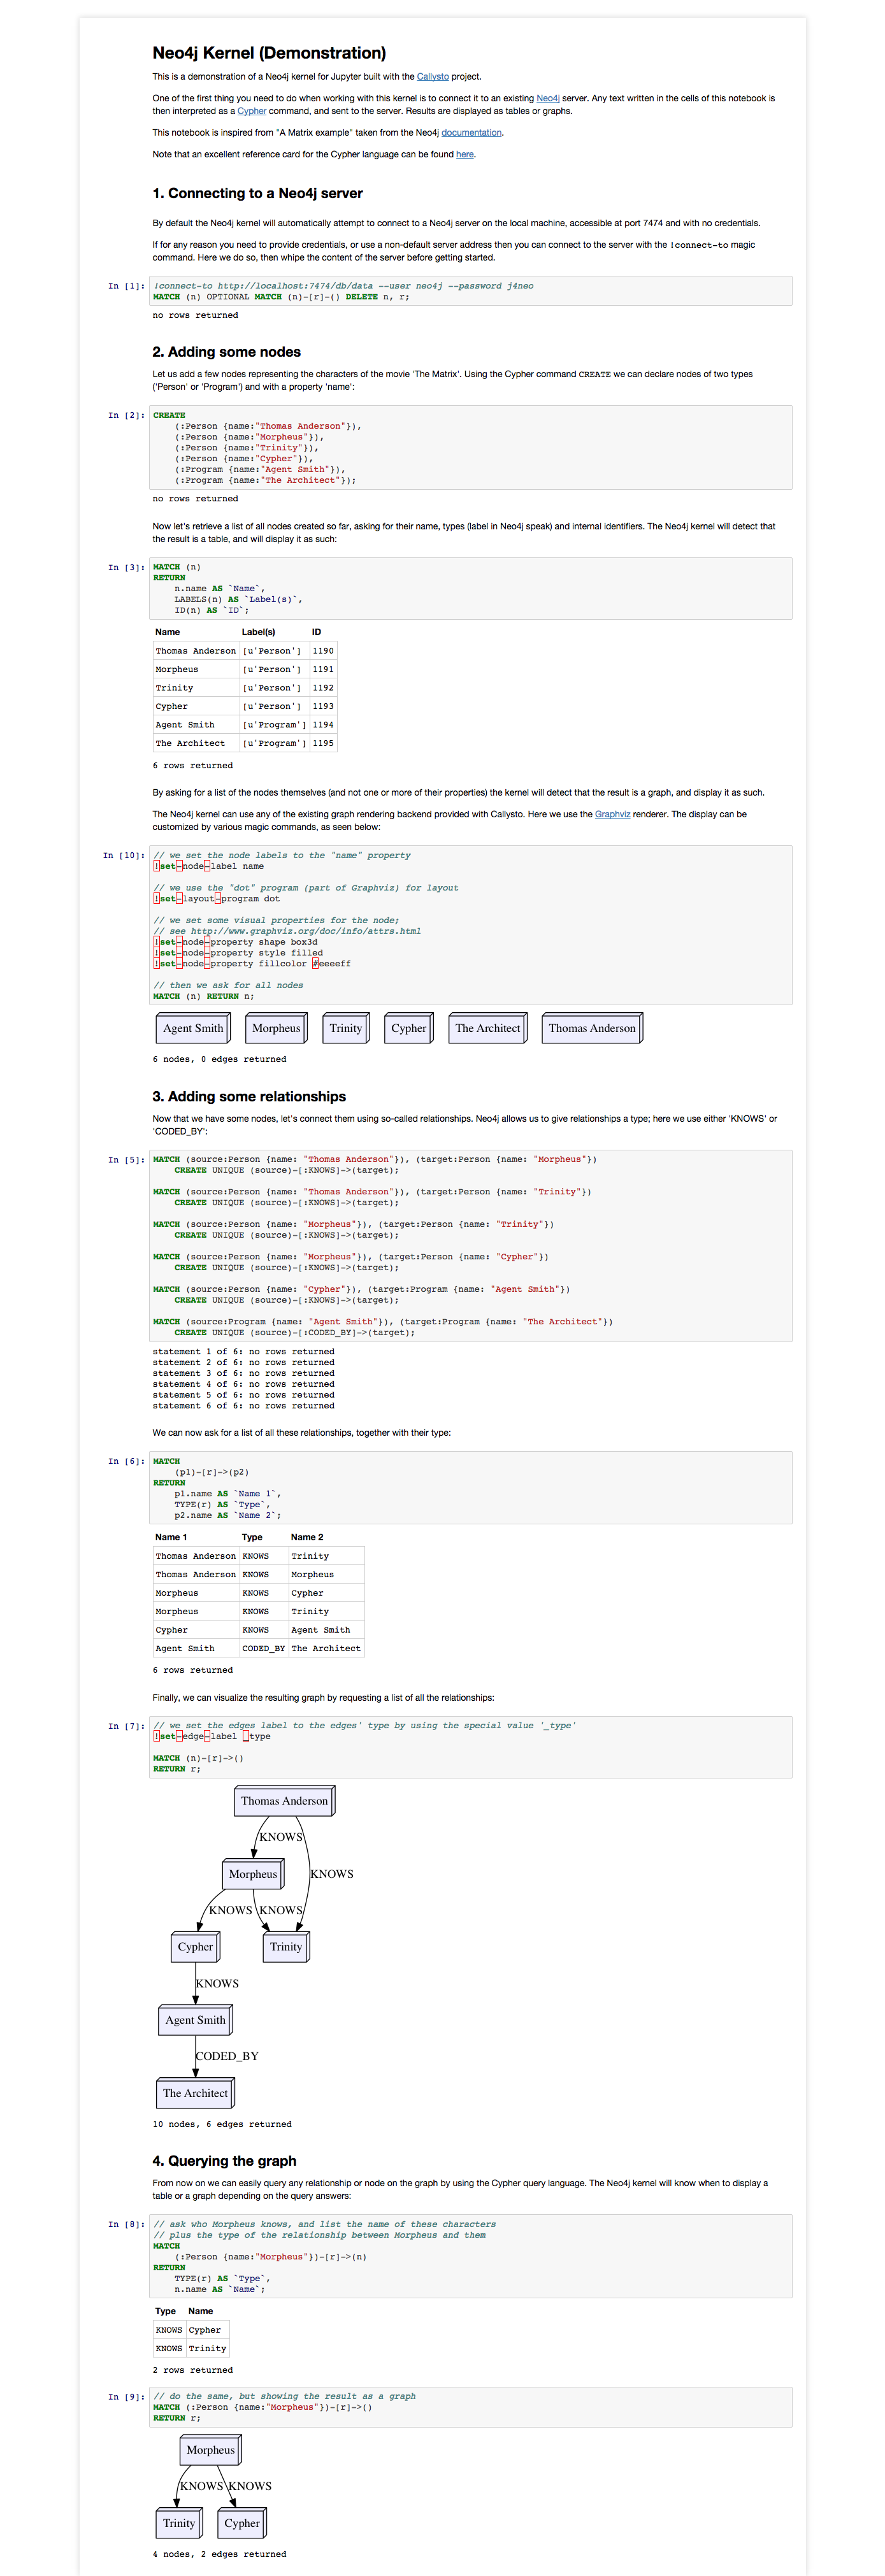 Neo4j Kernel (Demonstration)
This is a demonstration of a Neo4j kernel for Jupyter built with the Callysto project.
One of the first thing you need to do when working with this kernel is to connect it to an existing Neo4j server. Any text written in the cells of this notebook is
then interpreted as a Cypher command, and sent to the server. Results are displayed as tables or graphs.
This notebook is inspired from "A Matrix example" taken from the Neo4j documentation.
Note that an excellent reference card for the Cypher language can be found here.
1. Connecting to a Neo4j server
By default the Neo4j kernel will automatically attempt to connect to a Neo4j server on the local machine, accessible at port 7474 and with no credentials.
If for any reason you need to provide credentials, or use a non-default server address then you can connect to the server with the !connect-to magic
command. Here we do so, then whipe the content of the server before getting started.
In [1]: !connect-to http://localhost:7474/db/data --user neo4j --password j4neo
MATCH (n) OPTIONAL MATCH (n)-[r]-() DELETE n, r;
no rows returned
2. Adding some nodes
Let us add a few nodes representing the characters of the movie 'The Matrix'. Using the Cypher command CREATE we can declare nodes of two types
('Person' or 'Program') and with a property 'name':
In [2]: CREATE
(:Person {name:"Thomas Anderson"}),
(:Person {name:"Morpheus"}),
(:Person {name:"Trinity"}),
(:Person {name:"Cypher"}),
(:Program {name:"Agent Smith"}),
(:Program {name:"The Architect"});
no rows returned
Now let's retrieve a list of all nodes created so far, asking for their name, types (label in Neo4j speak) and internal identifiers. The Neo4j kernel will detect that
the result is a table, and will display it as such:
In [3]: MATCH (n)
RETURN
n.name AS `Name`,
LABELS(n) AS `Label(s)`,
ID(n) AS `ID`;
Name Label(s) ID
Thomas Anderson [u'Person'] 1190
Morpheus [u'Person'] 1191
Trinity [u'Person'] 1192
Cypher [u'Person'] 1193
Agent Smith [u'Program'] 1194
The Architect [u'Program'] 1195
6 rows returned
By asking for a list of the nodes themselves (and not one or more of their properties) the kernel will detect that the result is a graph, and display it as such.
The Neo4j kernel can use any of the existing graph rendering backend provided with Callysto. Here we use the Graphviz renderer. The display can be
customized by various magic commands, as seen below:
In [10]: // we set the node labels to the "name" property
!set-node-label name
// we use the "dot" program (part of Graphviz) for layout
!set-layout-program dot
// we set some visual properties for the node;
// see http://www.graphviz.org/doc/info/attrs.html
!set-node-property shape box3d
!set-node-property style filled
!set-node-property fillcolor #eeeeff
// then we ask for all nodes
MATCH (n) RETURN n;
Agent Smith Morpheus Trinity Cypher The Architect Thomas Anderson
6 nodes, 0 edges returned
3. Adding some relationships
Now that we have some nodes, let's connect them using so-called relationships. Neo4j allows us to give relationships a type; here we use either 'KNOWS' or
'CODED_BY':
In [5]: MATCH (source:Person {name: "Thomas Anderson"}), (target:Person {name: "Morpheus"})
CREATE UNIQUE (source)-[:KNOWS]->(target);
MATCH (source:Person {name: "Thomas Anderson"}), (target:Person {name: "Trinity"})
CREATE UNIQUE (source)-[:KNOWS]->(target);
MATCH (source:Person {name: "Morpheus"}), (target:Person {name: "Trinity"})
CREATE UNIQUE (source)-[:KNOWS]->(target);
MATCH (source:Person {name: "Morpheus"}), (target:Person {name: "Cypher"})
CREATE UNIQUE (source)-[:KNOWS]->(target);
MATCH (source:Person {name: "Cypher"}), (target:Program {name: "Agent Smith"})
CREATE UNIQUE (source)-[:KNOWS]->(target);
MATCH (source:Program {name: "Agent Smith"}), (target:Program {name: "The Architect"})
CREATE UNIQUE (source)-[:CODED_BY]->(target);
statement 1 of 6: no rows returned
statement 2 of 6: no rows returned
statement 3 of 6: no rows returned
statement 4 of 6: no rows returned
statement 5 of 6: no rows returned
statement 6 of 6: no rows returned
We can now ask for a list of all these relationships, together with their type:
In [6]: MATCH
(p1)-[r]->(p2)
RETURN
p1.name AS `Name 1`,
TYPE(r) AS `Type`,
p2.name AS `Name 2`;
Name 1 Type Name 2
Thomas Anderson KNOWS Trinity
Thomas Anderson KNOWS Morpheus
Morpheus KNOWS Cypher
Morpheus KNOWS Trinity
Cypher KNOWS Agent Smith
Agent Smith CODED_BY The Architect
6 rows returned
Finally, we can visualize the resulting graph by requesting a list of all the relationships:
In [7]: // we set the edges label to the edges' type by using the special value '_type'
!set-edge-label _type
MATCH (n)-[r]->()
RETURN r;
Thomas Anderson
KNOWS
Morpheus KNOWS
KNOWS KNOWS
Cypher Trinity
KNOWS
Agent Smith
CODED_BY
The Architect
10 nodes, 6 edges returned
4. Querying the graph
From now on we can easily query any relationship or node on the graph by using the Cypher query language. The Neo4j kernel will know when to display a
table or a graph depending on the query answers:
In [8]: // ask who Morpheus knows, and list the name of these characters
// plus the type of the relationship between Morpheus and them
MATCH
(:Person {name:"Morpheus"})-[r]->(n)
RETURN
TYPE(r) AS `Type`,
n.name AS `Name`;
Type Name
KNOWS Cypher
KNOWS Trinity
2 rows returned
In [9]: // do the same, but showing the result as a graph
MATCH (:Person {name:"Morpheus"})-[r]->()
RETURN r;
Morpheus
KNOWS KNOWS
Trinity Cypher
4 nodes, 2 edges returned